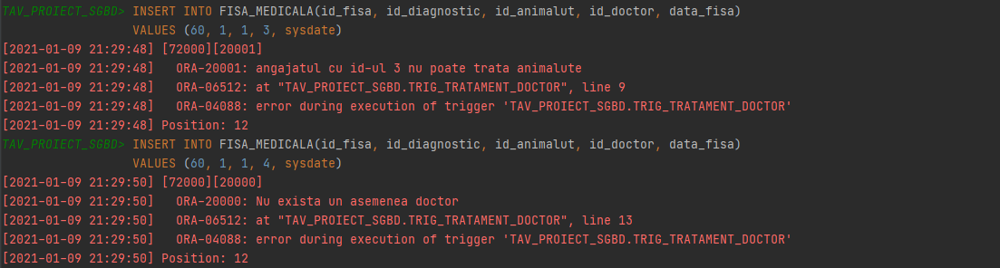 TAV_PROIECT_SGBD> INSERT INTO FISA_MEDICALA(id_fisa, id_diagnostic, id_animalut, id_doctor, data_fisa)
                  VALUES (60, 1, 1, 3, sysdate)
[2021-01-09 21:29:48] [72000][20001]
[2021-01-09 21:29:48]   ORA-20001: angajatul cu id-ul 3 nu poate trata animalute
[2021-01-09 21:29:48]   ORA-06512: at "TAV_PROIECT_SGBD.TRIG_TRATAMENT_DOCTOR", line 9
[2021-01-09 21:29:48]   ORA-04088: error during execution of trigger 'TAV_PROIECT_SGBD.TRIG_TRATAMENT_DOCTOR'
[2021-01-09 21:29:48] Position: 12
TAV_PROIECT_SGBD> INSERT INTO FISA_MEDICALA(id_fisa, id_diagnostic, id_animalut, id_doctor, data_fisa)
                  VALUES (60, 1, 1, 4, sysdate)
[2021-01-09 21:29:50] [72000][20000]
[2021-01-09 21:29:50]   ORA-20000: Nu exista un asemenea doctor
[2021-01-09 21:29:50]   ORA-06512: at "TAV_PROIECT_SGBD.TRIG_TRATAMENT_DOCTOR", line 13
[2021-01-09 21:29:50]   ORA-04088: error during execution of trigger 'TAV_PROIECT_SGBD.TRIG_TRATAMENT_DOCTOR'
[2021-01-09 21:29:50] Position: 12